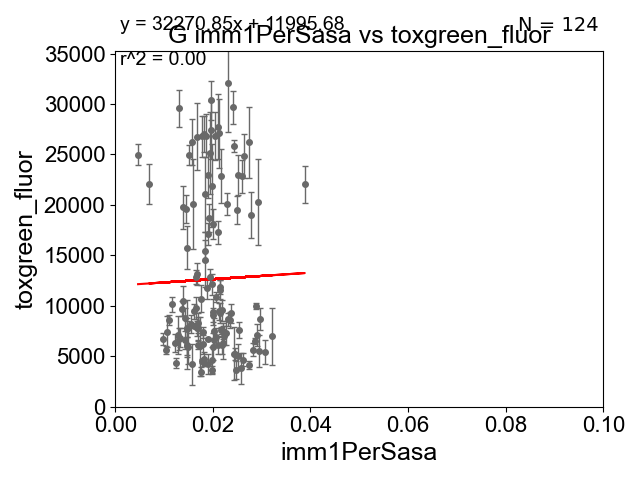 y = 32270.85x + 11995.68
N = 124
G imm1PerSasa vs toxgreen_fluor
r^2 = 0.00
35000
30000
25000
20000
15000
10000
5000
0
toxgreen_fluor
0.00 0.02 0.04 0.06 0.08 0.10
imm1PerSasa